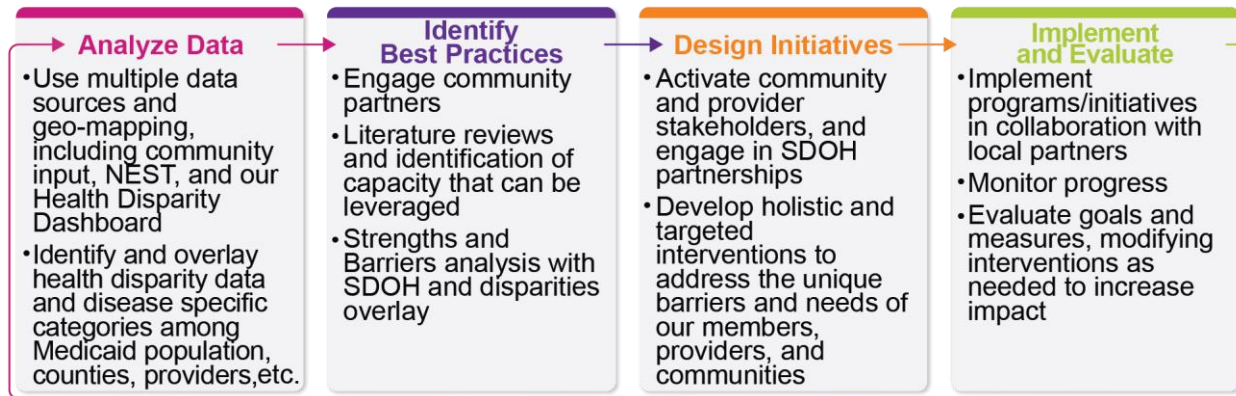 Analyze Data
•Use multiple data
sources and
geo-mapping,
including community
input, NEST, and our
Health Disparity
Dashboard
•Identify and overlay
health disparity data
and disease specific
categories among
Medicaid population,
counties, providers,etc.
Identify
Best Practices
•Engage community
partners
•Literature reviews
and identification of
capacity that can be
leveraged
•Strengths and
Barriers analysis with
SDOH and disparities
overlay
Design Initiatives
•Activate community
and provider
stakeholders, and
engage in SDOH
partnerships
•Develop holistic and
targeted
interventions to
address the unique
barriers and needs of
our members,
providers, and
communities
Implement
and Evaluate
•Implement
programs/initiatives
in collaboration with
local partners
•Monitor progress
•Evaluate goals and
measures, modifying
interventions as
needed to increase
impact